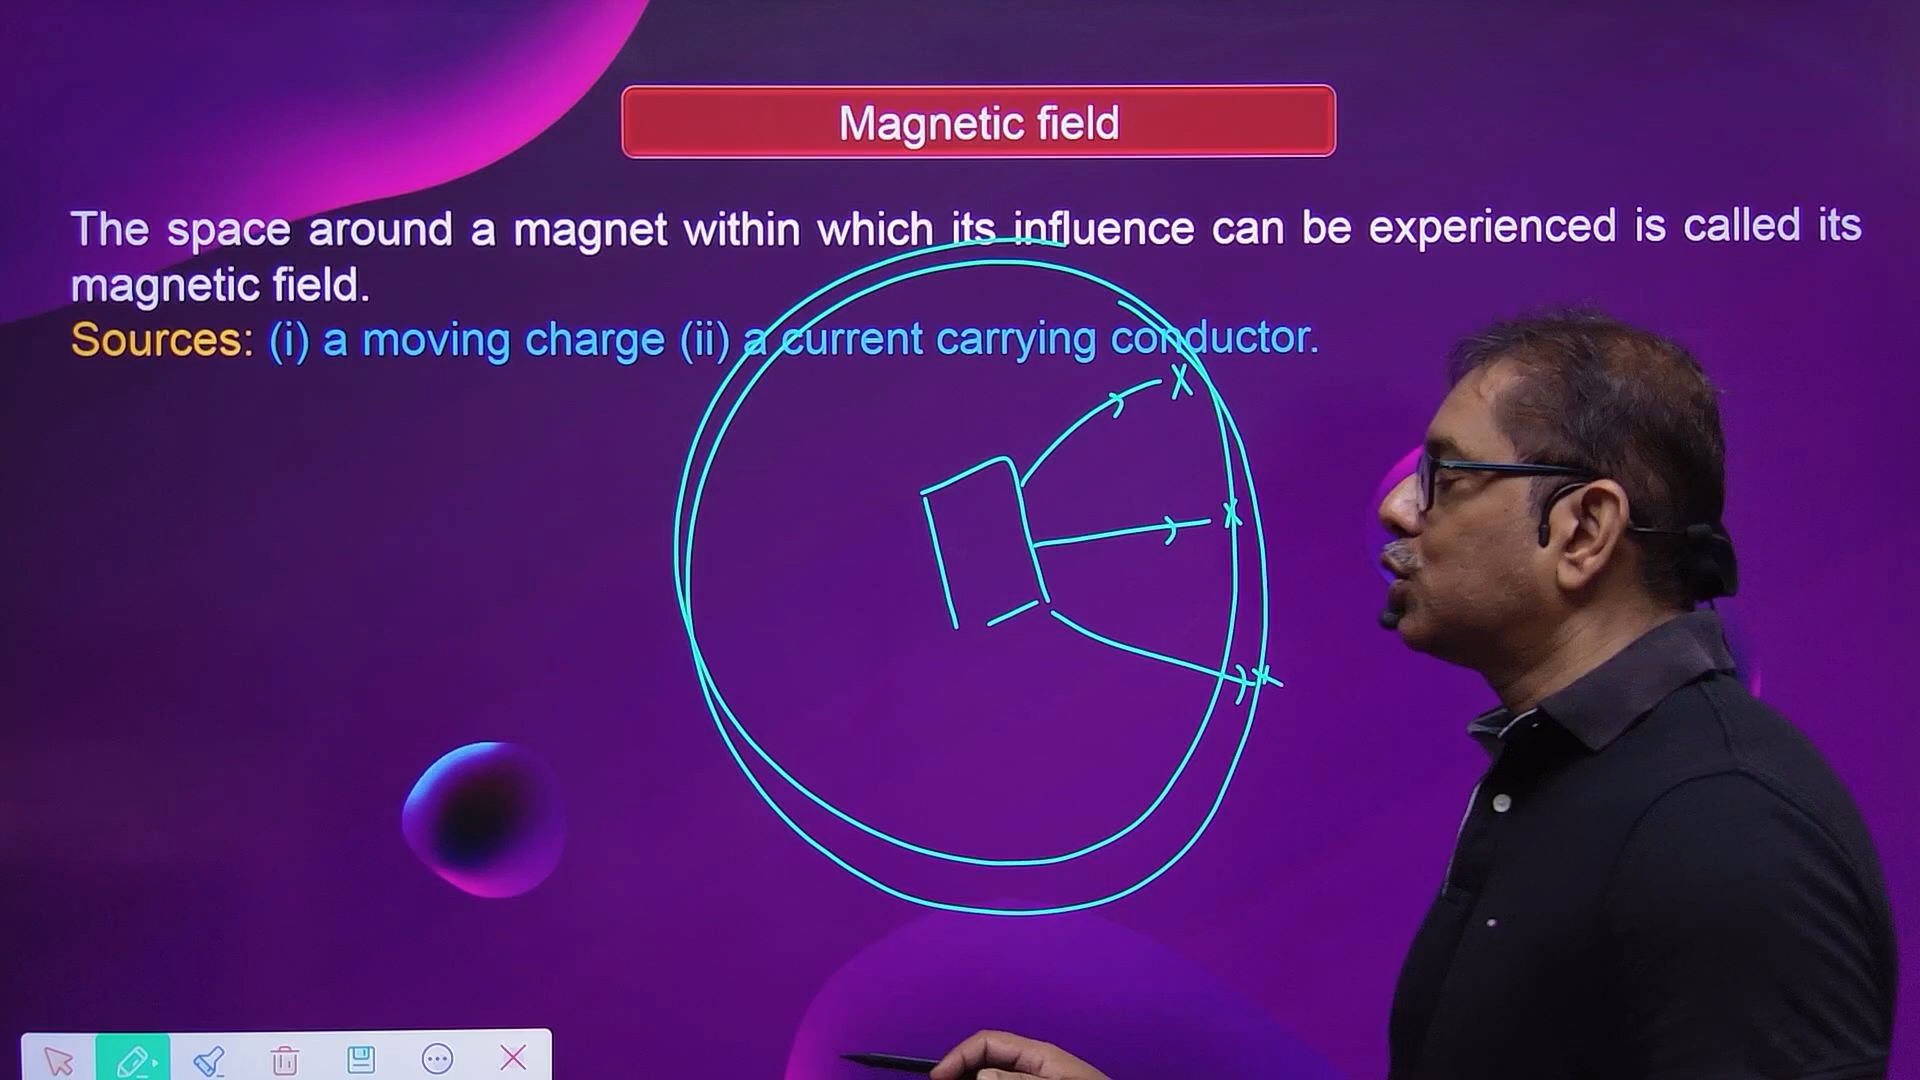 Magnetic field
The space around a magnet within which its influence can be experienced is called its
magnetic field.
Sources: (i) a moving charge (ii) a current carrying conductor.